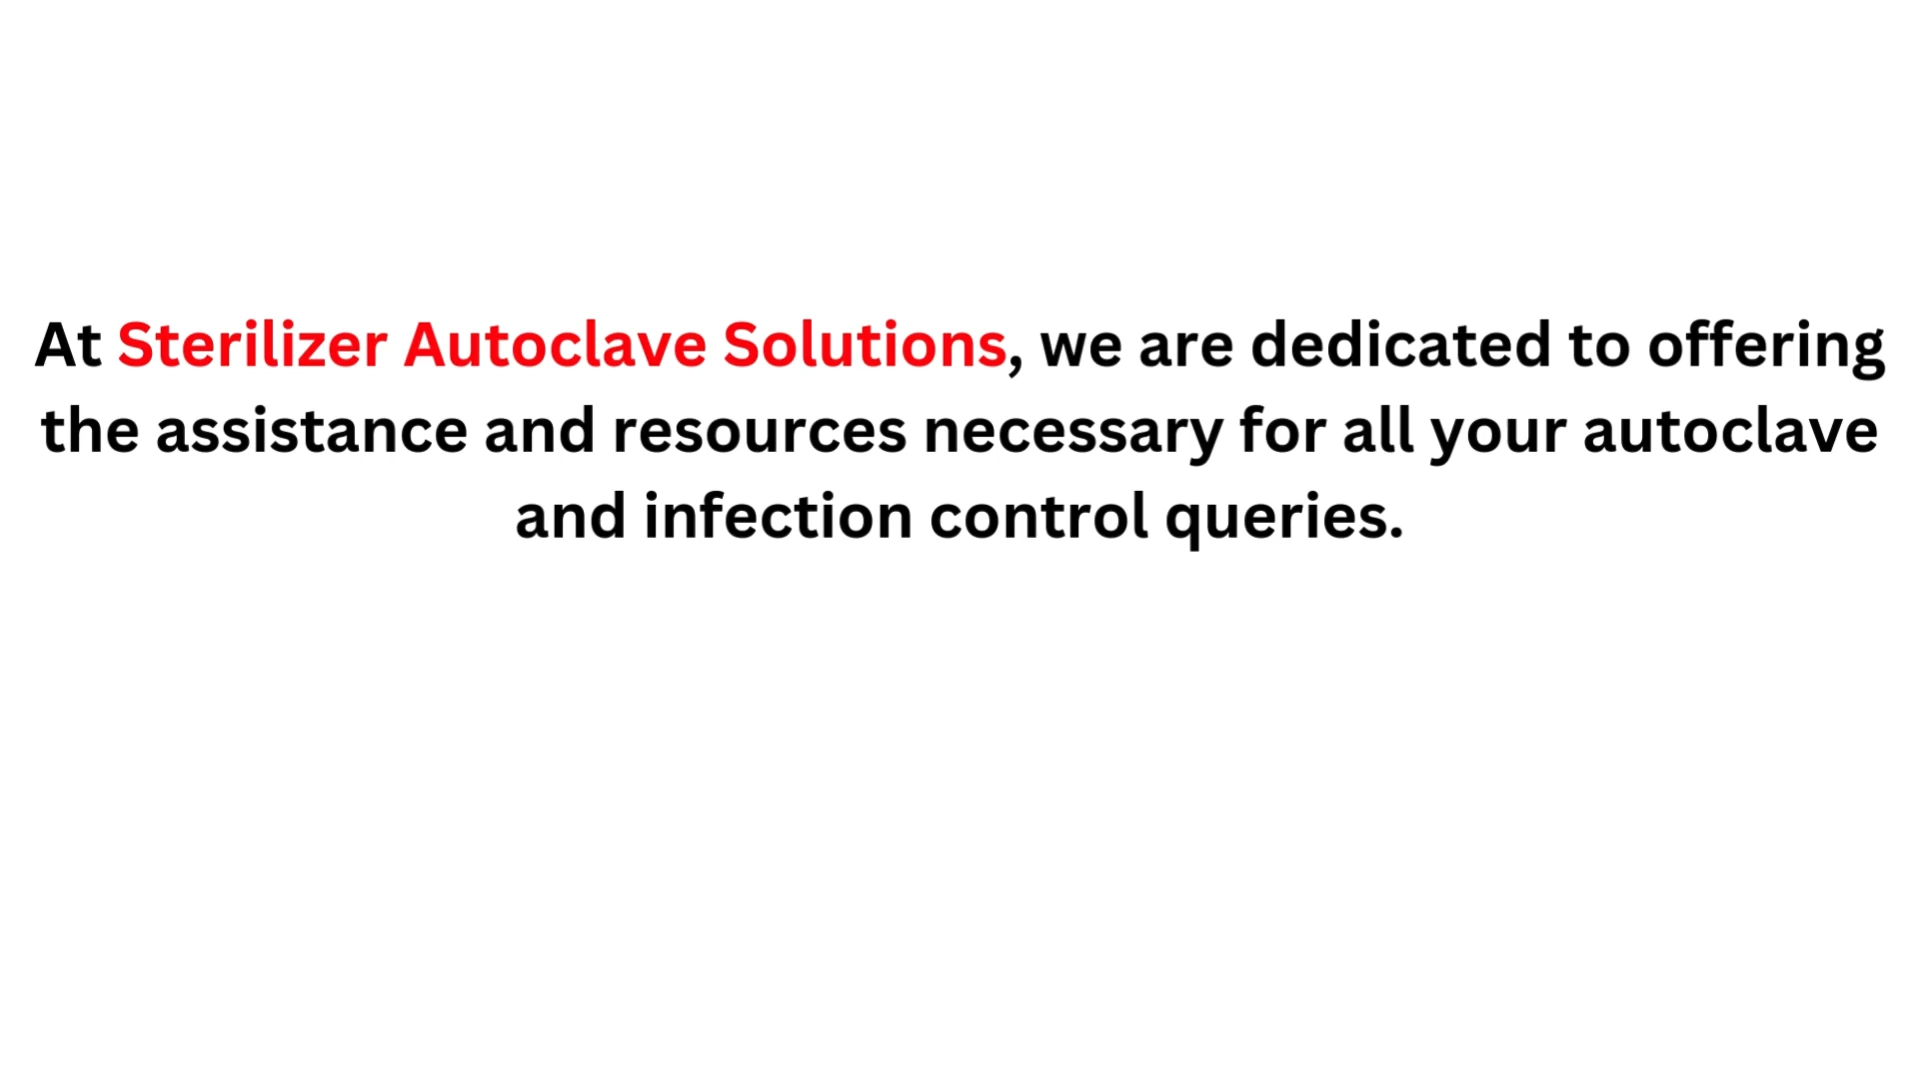 At Sterilizer Autoclave Solutions, we are dedicated to offering
the assistance and resources necessary for all your autoclave
and infection control queries.